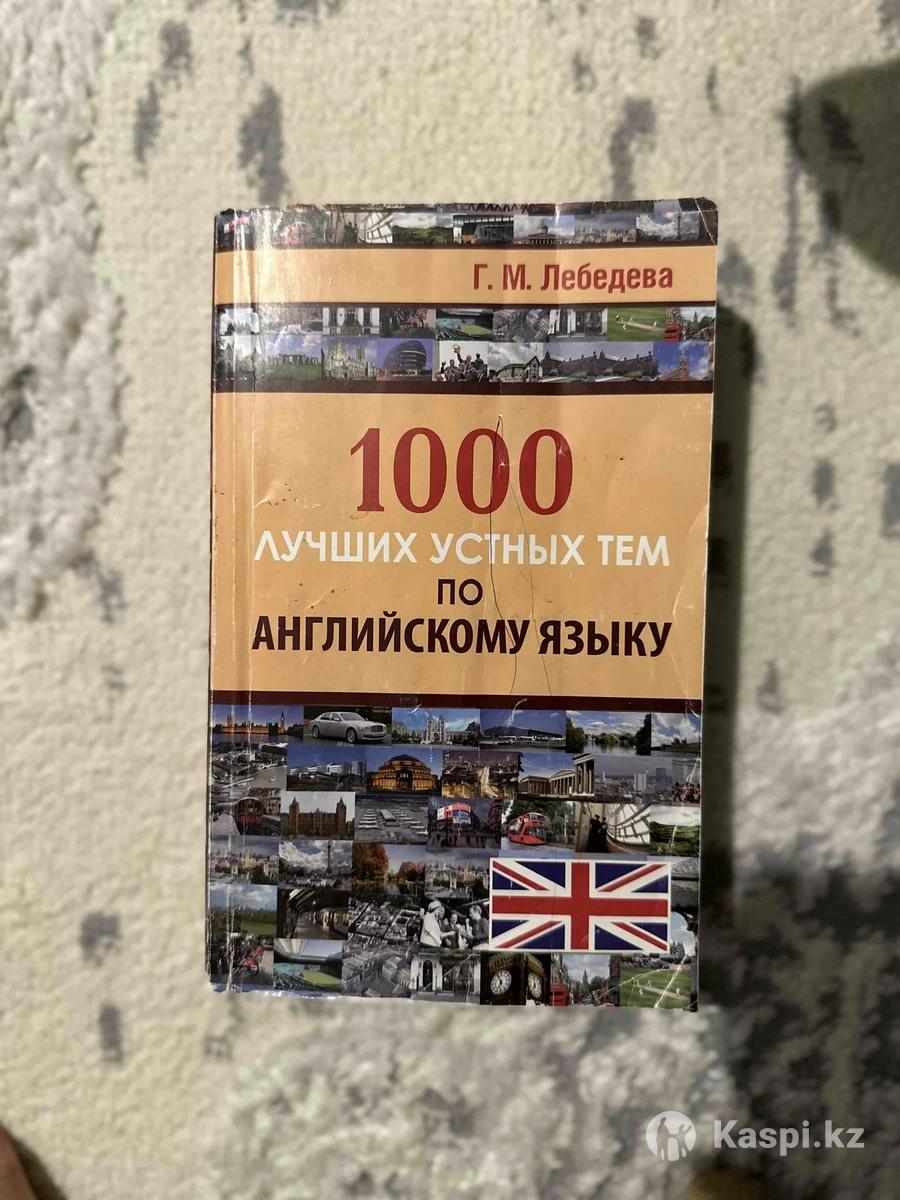 Г. М. Лебедева
1000
ЛУЧШИХ УСТНЫХ ТЕМ
ПО
АНГЛИЙСКОМУ ЯЗЫКУ
Kaspi.kz